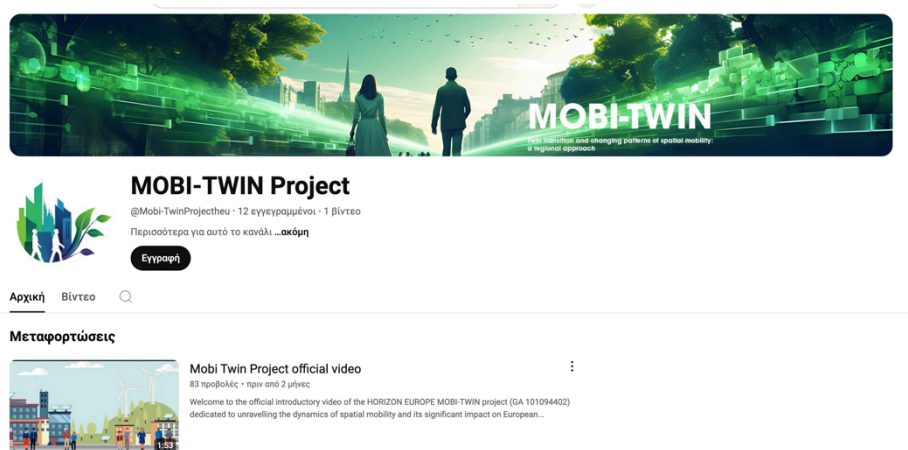 MOBI-TWIN
Twin transition and changing patterns of spatial mobility:
a regional approach
MOBI-TWIN Project
@Mobi-TwinProjectheu · 12 εγγεγραμμένοι · 1 βίντεο
Περισσότερα για αυτό το κανάλι ...ακόμη
Εγγραφή
Αρχική Βίντεο
Μεταφορτώσεις
Mobi Twin Project official video
83 προβολές · πριν από 2 μήνες
Welcome to the official introductory video of the HORIZON EUROPE MOBI-TWIN project (GA 101094402)
dedicated to unravelling the dynamics of spatial mobility and its significant impact on European...
1:53